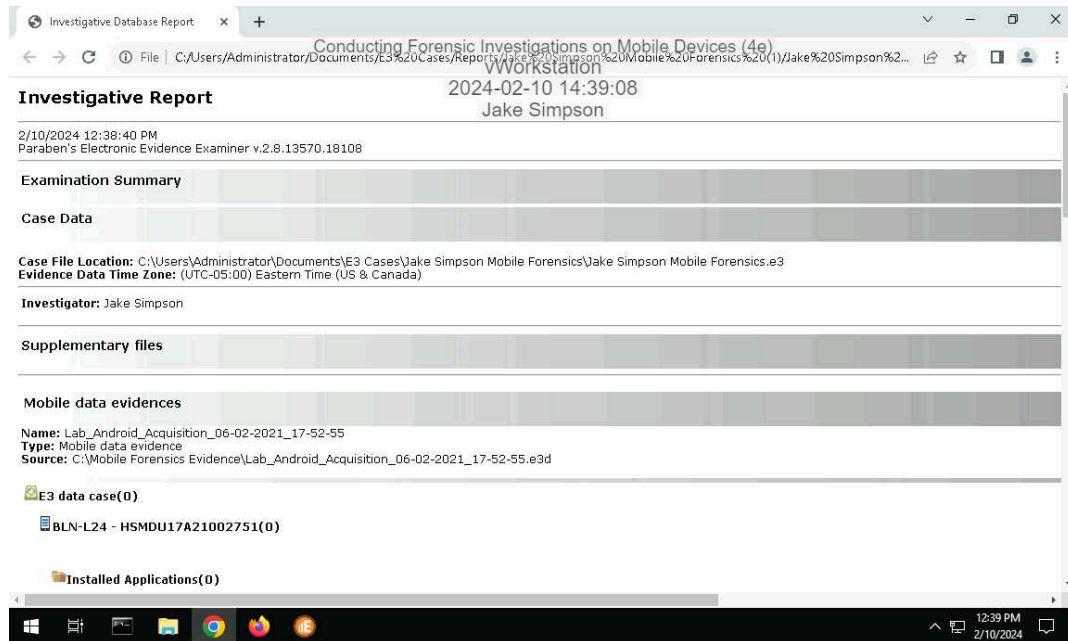 Investigative Database Report
File | C:/Users/Administrator/Documents/E3%20Cases/Reports/Jake%20Simpson%20Mobile%20Forensics%20(1)/Jake%20Simpson%2...
Conducting Forensic Investigations on Mobile Devices (4e)
vWorkstation
2024-02-10 14:39:08
Jake Simpson
Investigative Report
2/10/2024 12:38:40 PM
Paraben's Electronic Evidence Examiner v.2.8.13570.18108
Examination Summary
Case Data
Case File Location: C:\Users\Administrator\Documents\E3 Cases\Jake Simpson Mobile Forensics\Jake Simpson Mobile Forensics.e3
Evidence Data Time Zone: (UTC-05:00) Eastern Time (US & Canada)
Investigator: Jake Simpson
Supplementary files
Mobile data evidences
Name: Lab_Android_Acquisition_06-02-2021_17-52-55
Type: Mobile data evidence
Source: C:\Mobile Forensics Evidence\Lab_Android_Acquisition_06-02-2021_17-52-55.e3d
E3 data case(0)
BLN-L24 - HSMDU17A21002751(0)
Installed Applications(0)
12:39 PM
2/10/2024